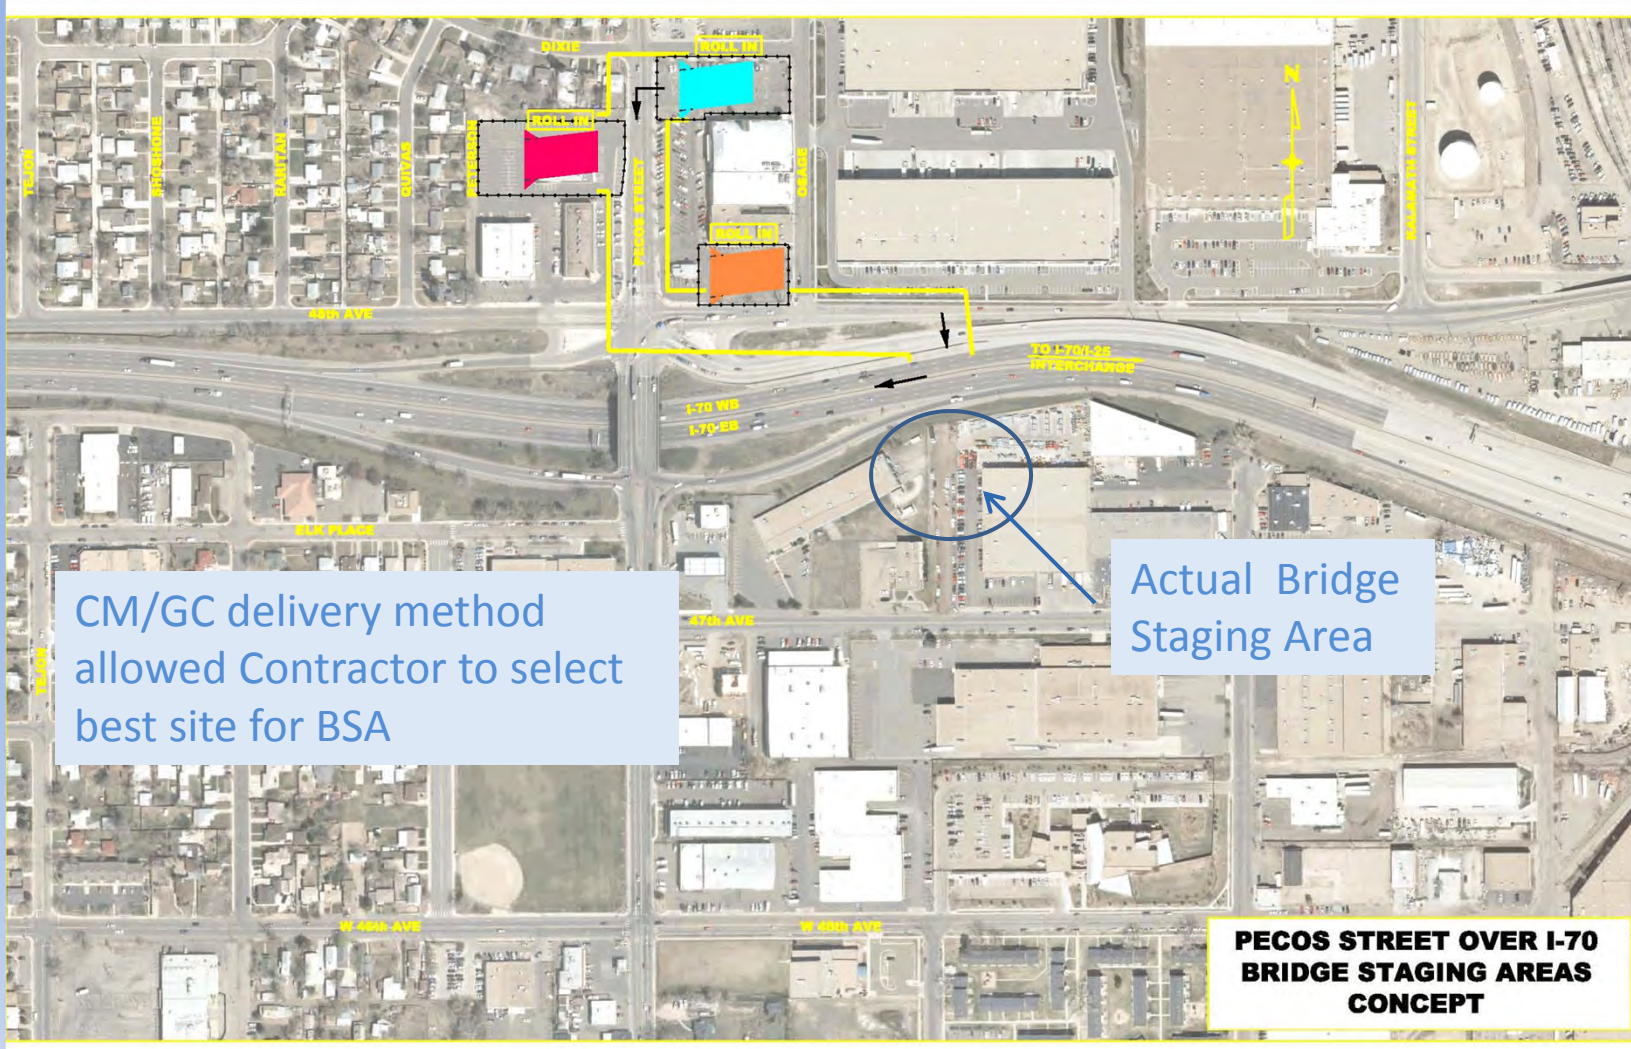 DIXIE
ROLL IN
ROLL IN
TEJON
SHOSHONE
RARITAN
QUIVAS
PETERSON
PECOS STREET
OSAGE
N
KALAMATH STREET
ROLL IN
48th AVE
TO I-70/I-25
INTERCHANGE
I-70 WB
I-70 EB
ELK PLACE
Actual Bridge
Staging Area
CM/GC delivery method
allowed Contractor to select
best site for BSA
47th AVE
TEJON
W 46th AVE
W 46th AVE
PECOS STREET OVER I-70
BRIDGE STAGING AREAS
CONCEPT